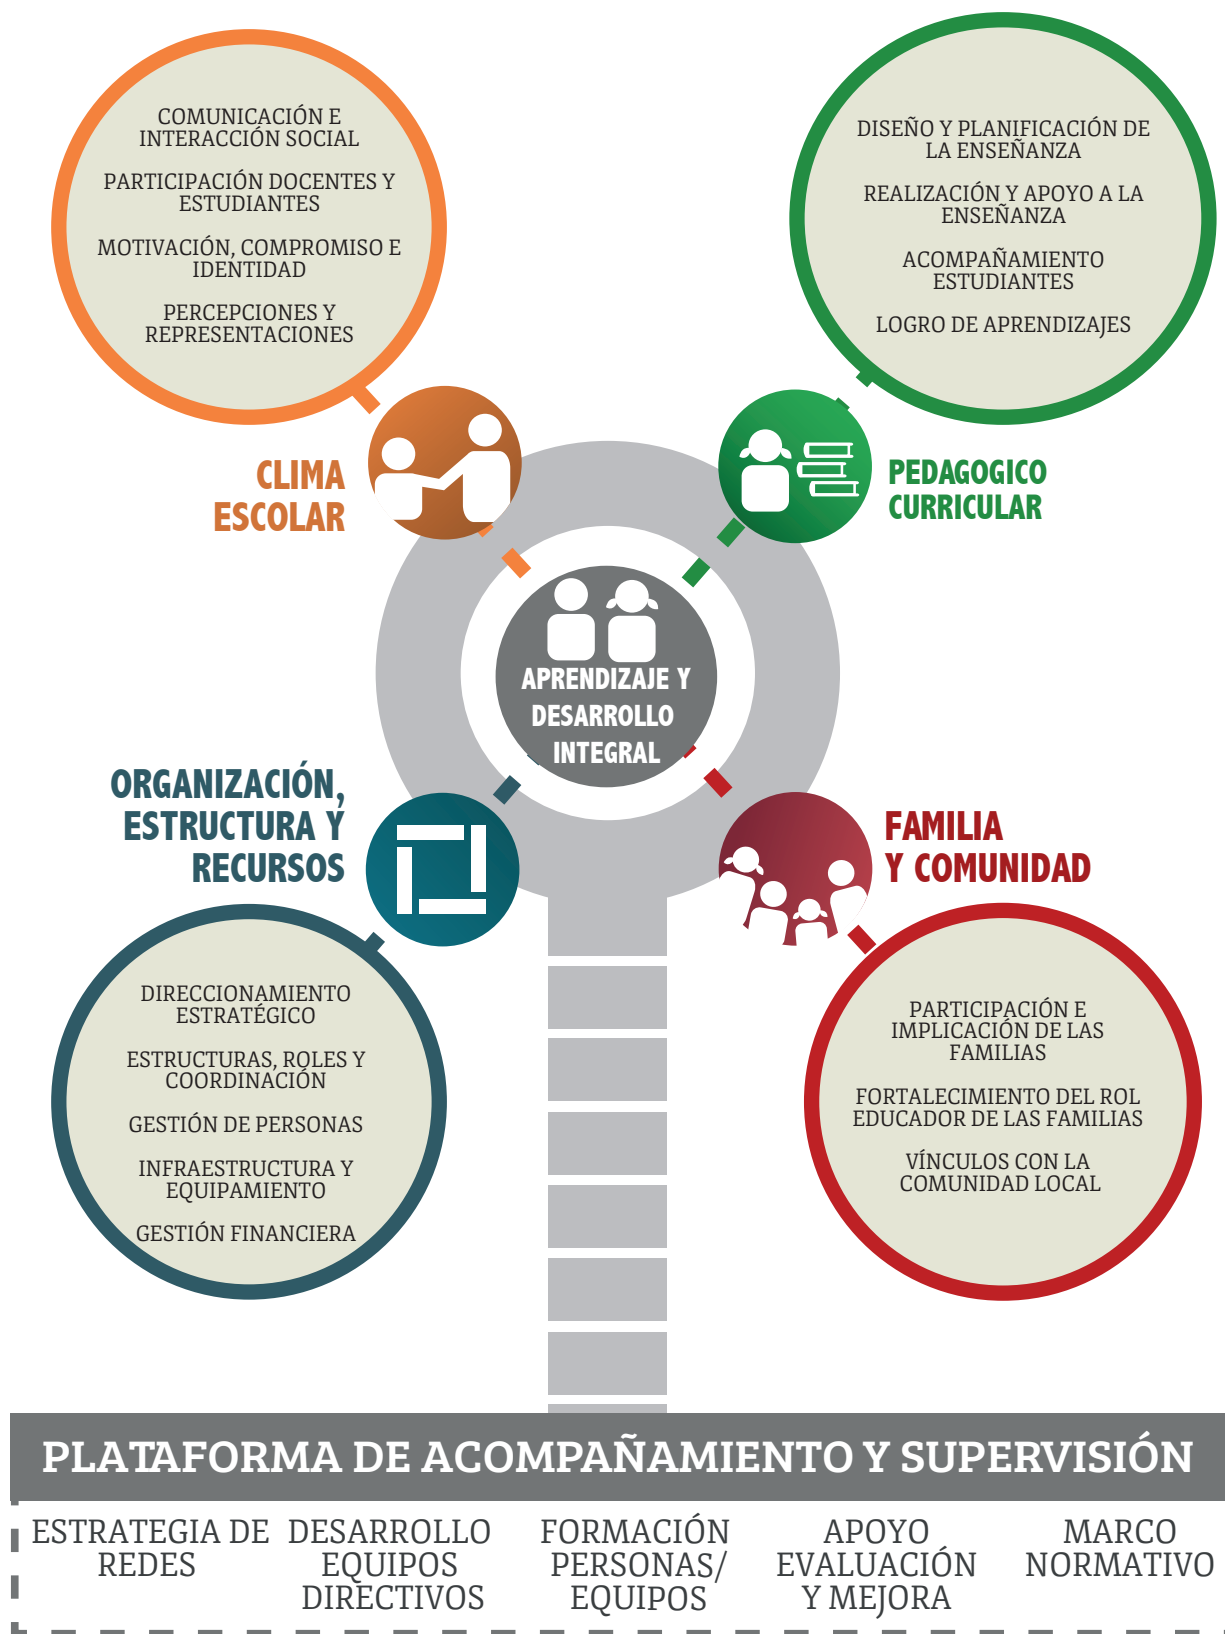 COMUNICACIÓN E
INTERACCIÓN SOCIAL
PARTICIPACIÓN DOCENTES Y
ESTUDIANTES
MOTIVACIÓN, COMPROMISO E
IDENTIDAD
PERCEPCIONES Y
REPRESENTACIONES
DISEÑO Y PLANIFICACIÓN DE
LA ENSEÑANZA
REALIZACIÓN Y APOYO A LA
ENSEÑANZA
ACOMPAÑAMIENTO
ESTUDIANTES
LOGRO DE APRENDIZAJES
CLIMA
ESCOLAR
PEDAGOGICO
CURRICULAR
APRENDIZAJE Y
DESARROLLO
INTEGRAL
ORGANIZACIÓN,
ESTRUCTURA Y
RECURSOS
FAMILIA
Y COMUNIDAD
DIRECCIONAMIENTO
ESTRATÉGICO
ESTRUCTURAS, ROLES Y
COORDINACIÓN
GESTIÓN DE PERSONAS
INFRAESTRUCTURA Y
EQUIPAMIENTO
GESTIÓN FINANCIERA
PARTICIPACIÓN E
IMPLICACIÓN DE LAS
FAMILIAS
FORTALECIMIENTO DEL ROL
EDUCADOR DE LAS FAMILIAS
VÍNCULOS CON LA
COMUNIDAD LOCAL
PLATAFORMA DE ACOMPAÑAMIENTO Y SUPERVISIÓN
ESTRATEGIA DE
REDES
DESARROLLO
EQUIPOS
DIRECTIVOS
FORMACIÓN
PERSONAS/
EQUIPOS
APOYO
EVALUACIÓN
Y MEJORA
MARCO
NORMATIVO